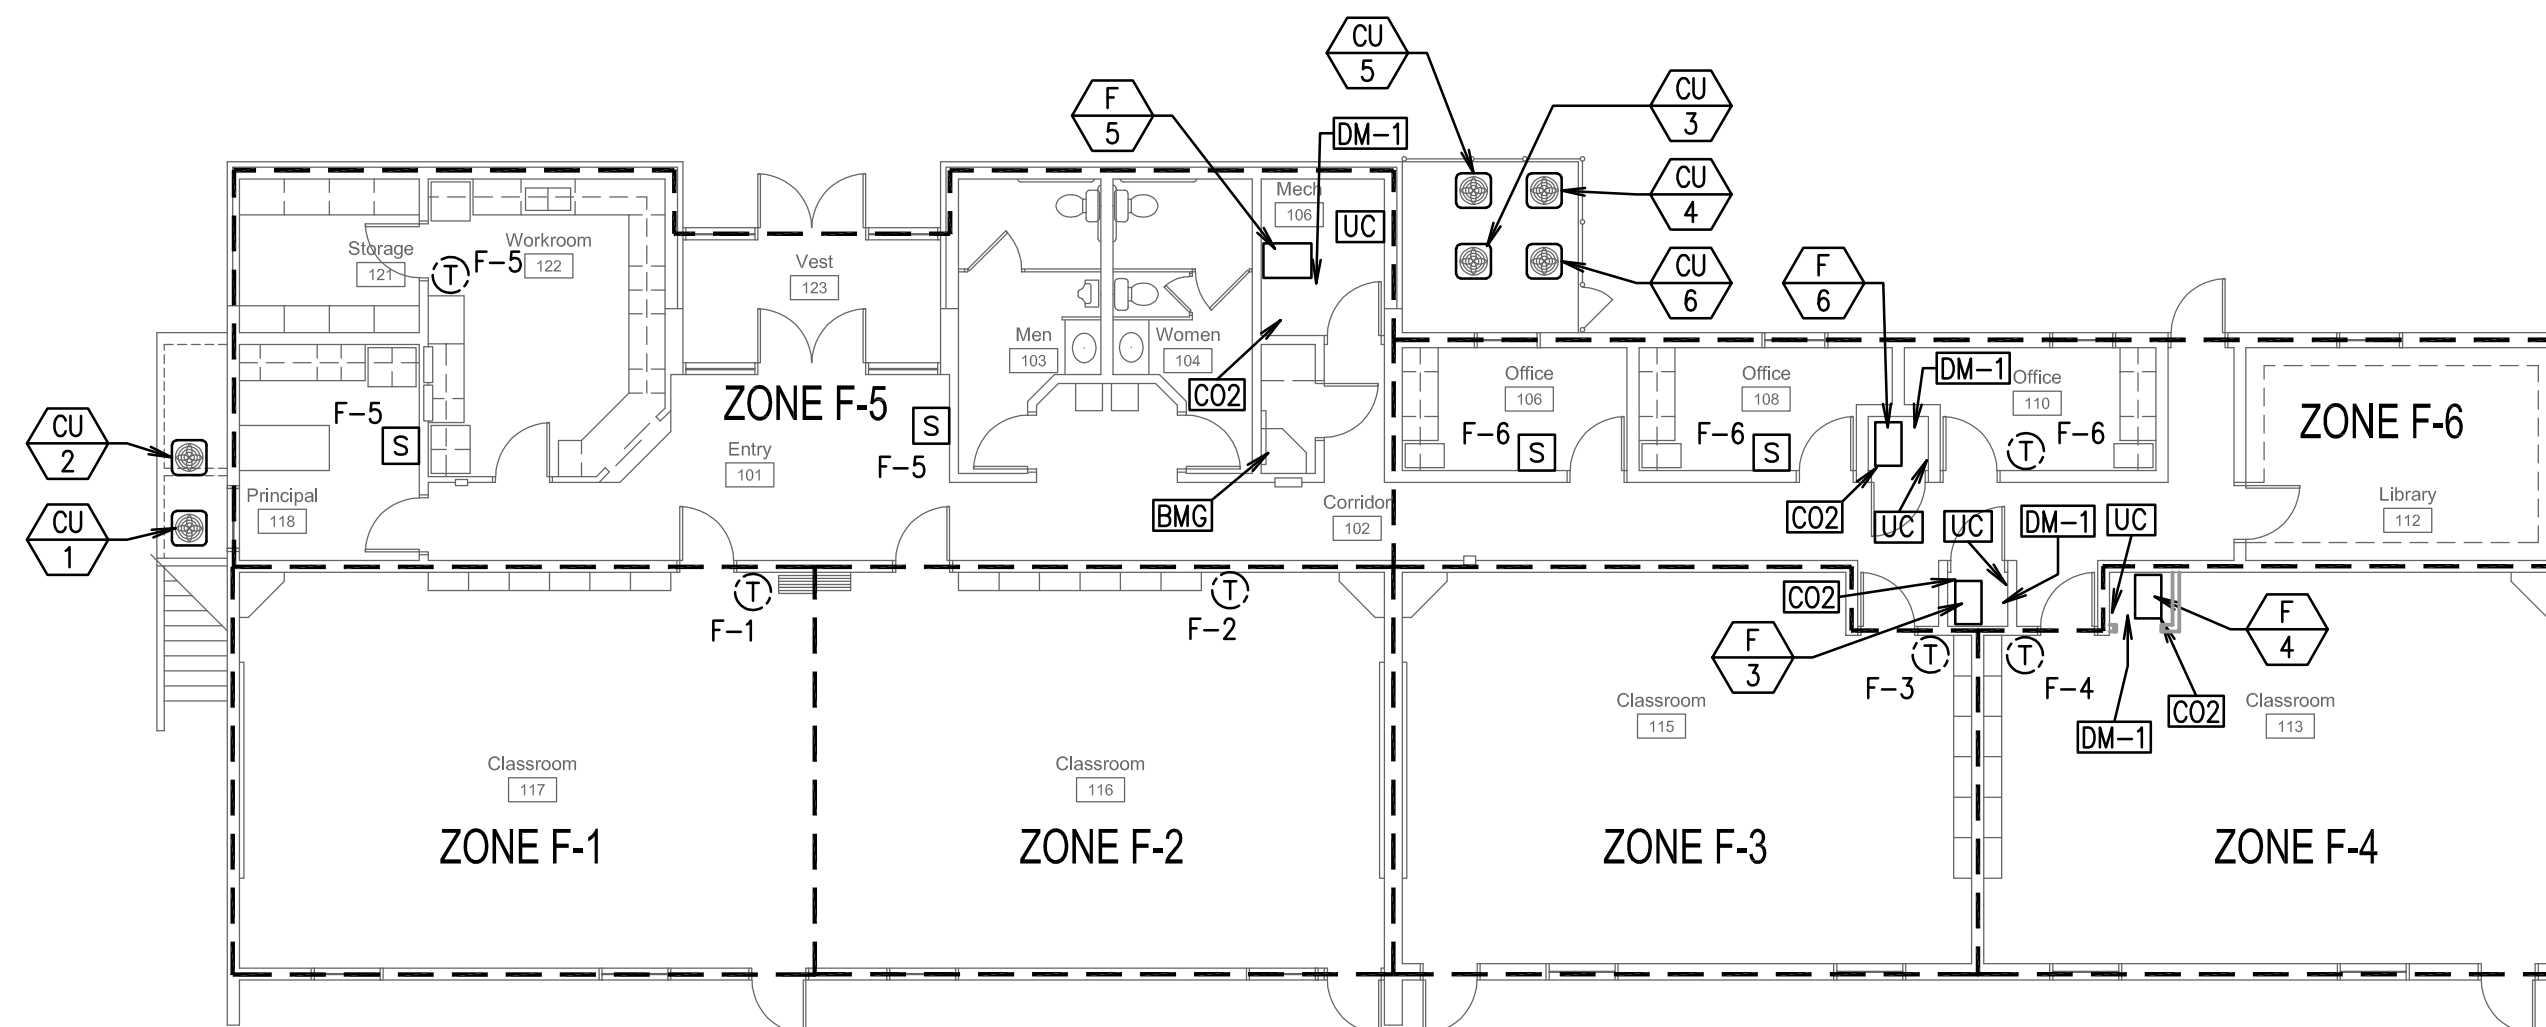 CU
5
CU
3
F
5
DM-1
CU
4
Mech
106
UC
Storage
121
F-5
T
Workroom
122
Vest
123
CU
6
F
6
Men
103
Women
104
CO2
Office
106
Office
108
DM-1
Office
110
F-5
S
ZONE F-5
S
F-5
F-6
S
F-6
S
T
F-6
ZONE F-6
CU
2
Entry
101
Principal
118
BMG
Corridor
102
CO2
UC
UC
DM-1
UC
Library
112
CU
1
T
F-1
T
F-2
CO2
F
3
T
F-3
T
F-4
F
4
Classroom
115
DM-1
CO2
Classroom
113
Classroom
117
Classroom
116
ZONE F-1
ZONE F-2
ZONE F-3
ZONE F-4